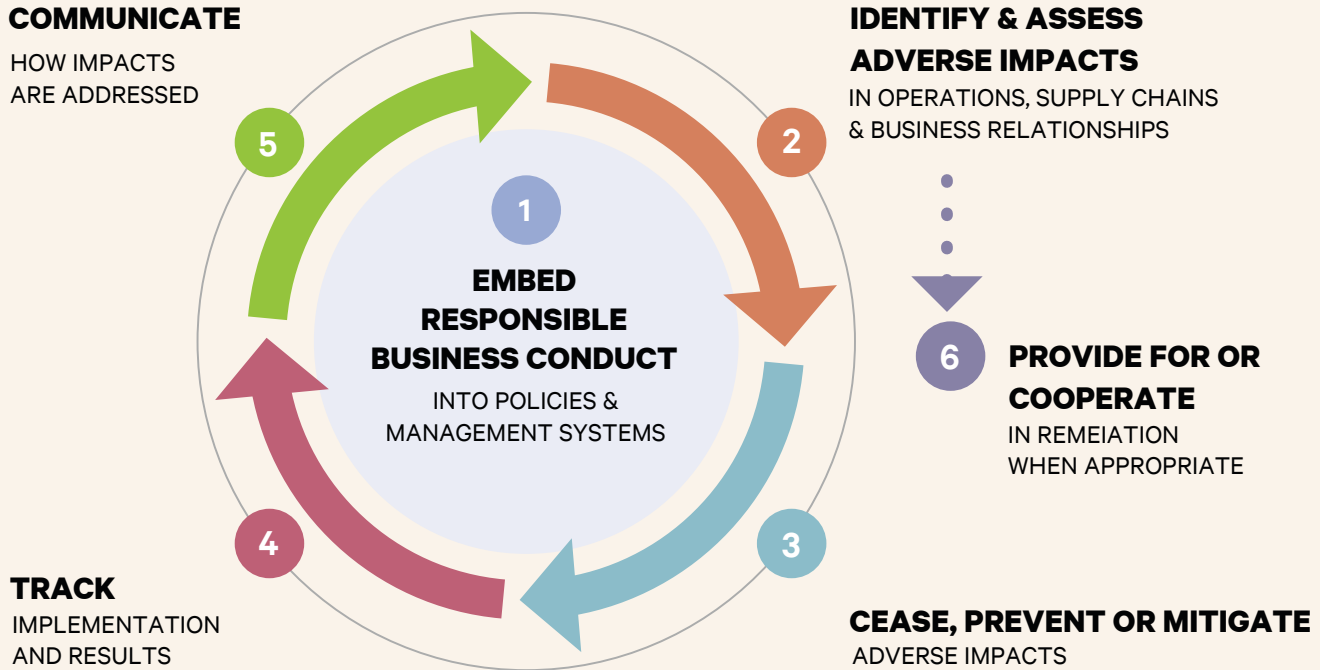 1
EMBED
RESPONSIBLE
BUSINESS CONDUCT
INTO POLICIES &
MANAGEMENT SYSTEMS
2
IDENTIFY & ASSESS
ADVERSE IMPACTS
IN OPERATIONS, SUPPLY CHAINS
& BUSINESS RELATIONSHIPS
3
CEASE, PREVENT OR MITIGATE
ADVERSE IMPACTS
4
TRACK
IMPLEMENTATION
AND RESULTS
5
COMMUNICATE
HOW IMPACTS
ARE ADDRESSED
6
PROVIDE FOR OR
COOPERATE
IN REMEIATION
WHEN APPROPRIATE